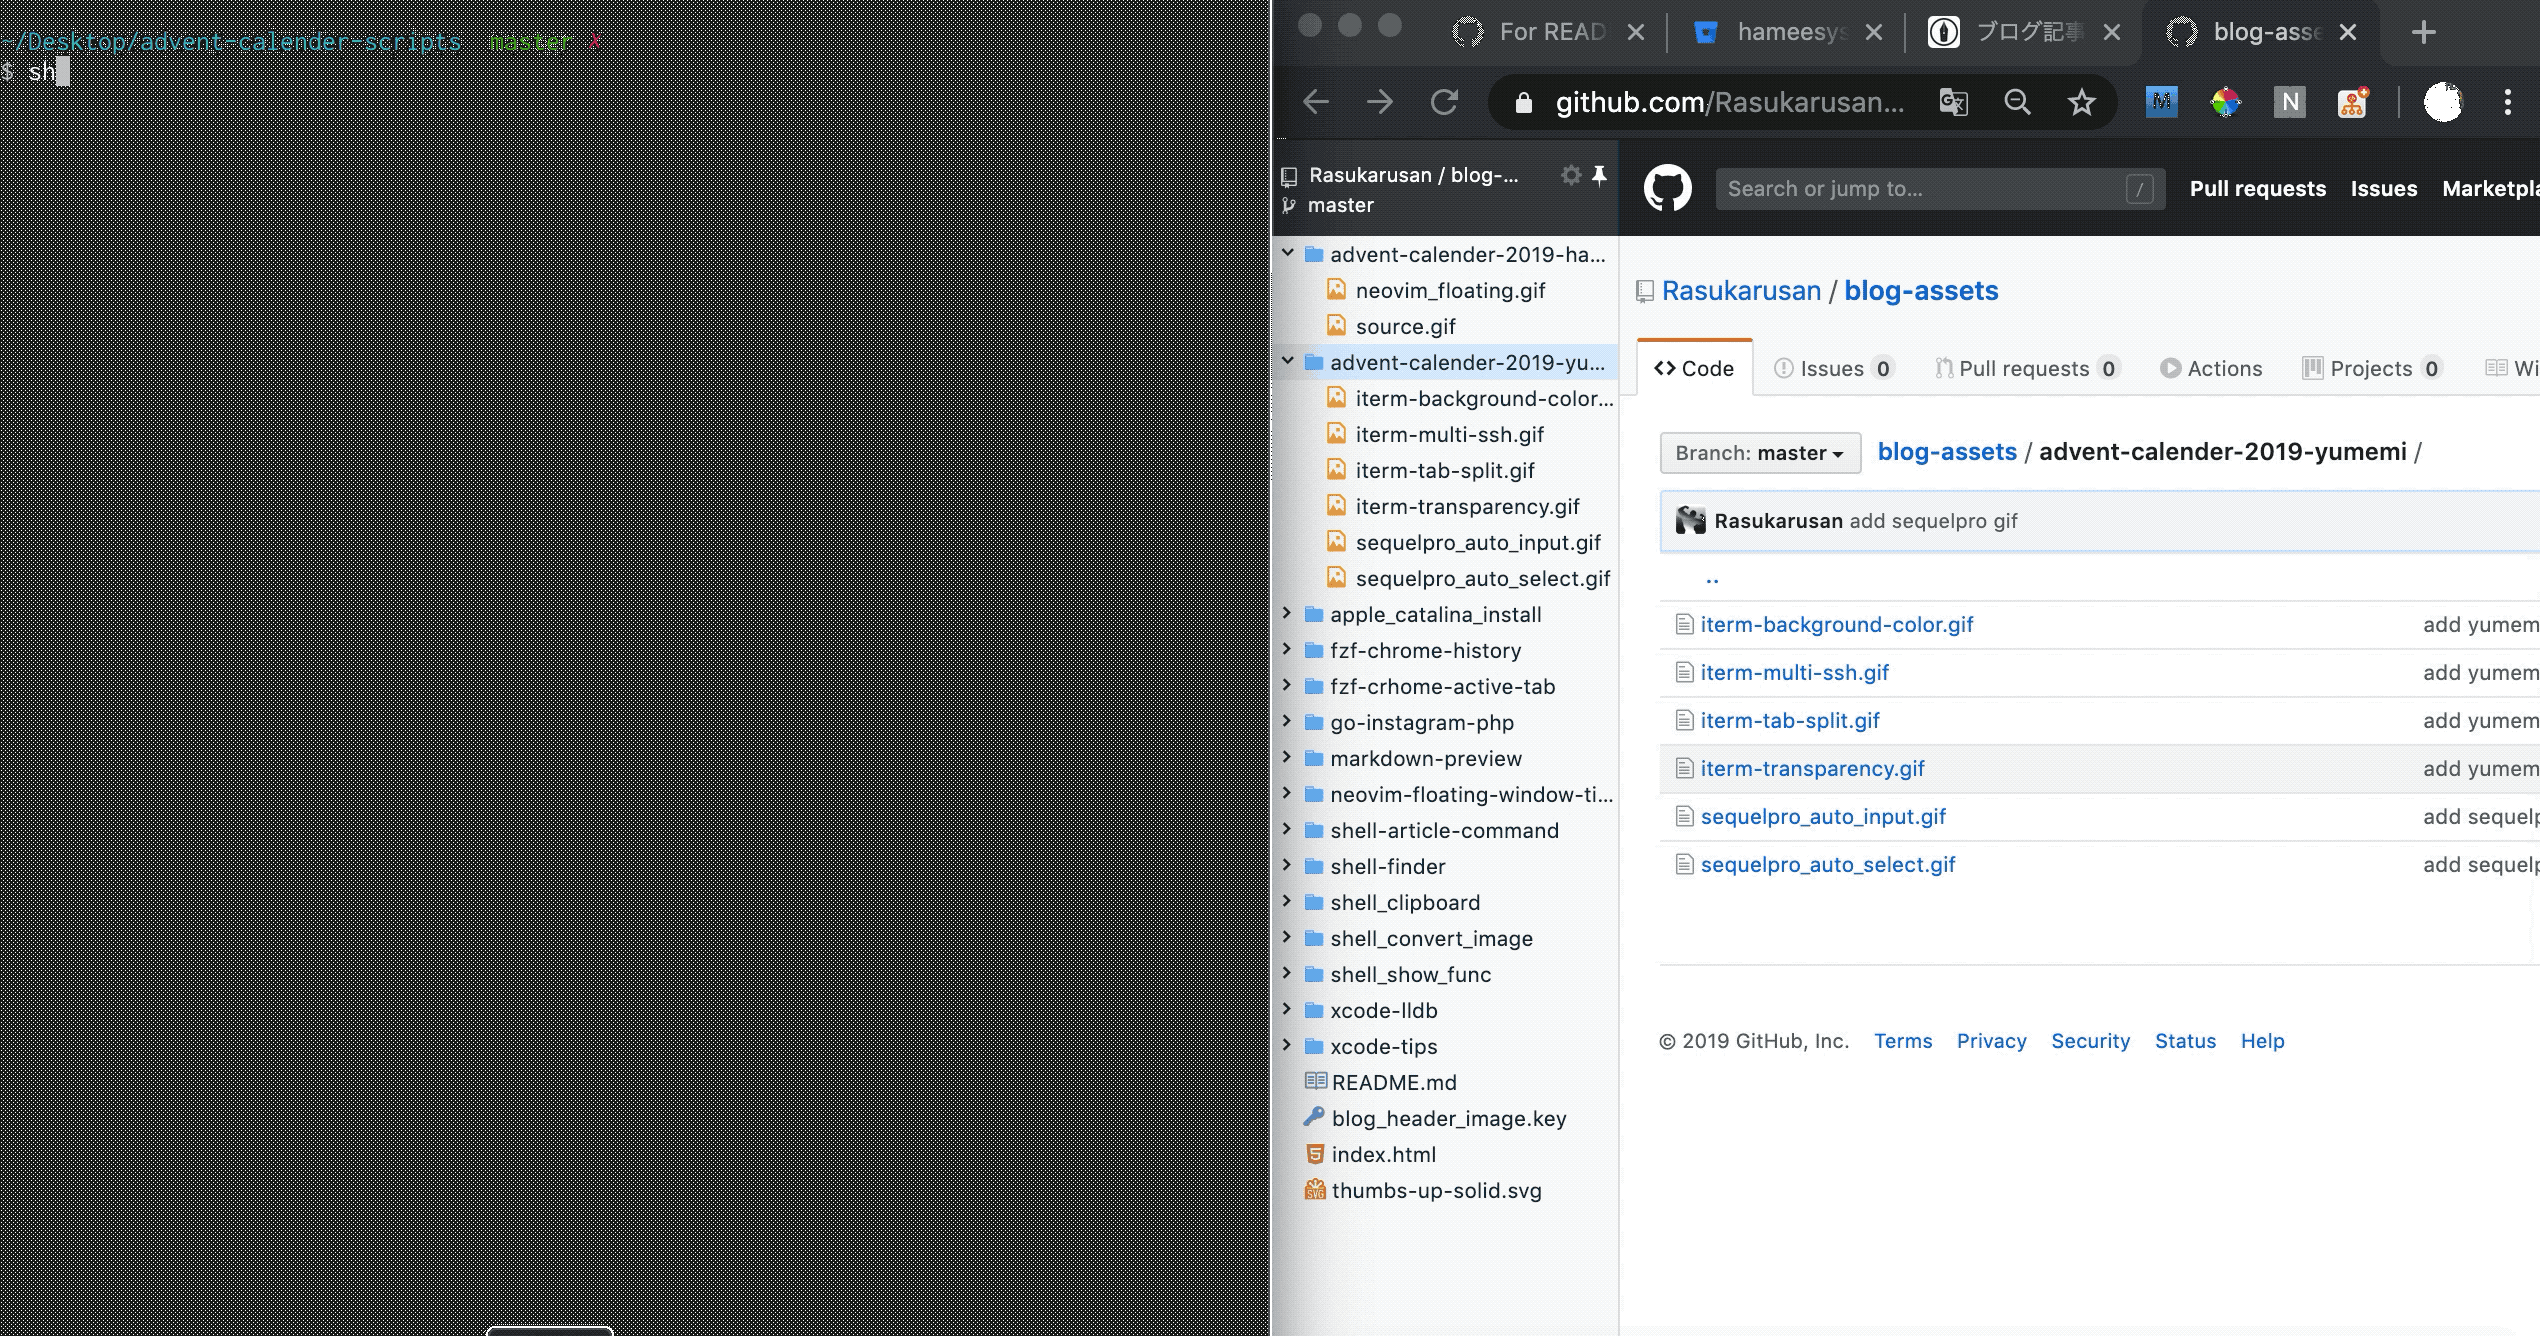 ~/Desktop/advent-calender-scripts master ✗
$ sh
For READ
hameesys
ブログ記事
blog-asse
github.com/Rasukarusan...
Rasukarusan / blog-...
master
Search or jump to...
/
Pull requests
Issues
Marketpla
advent-calender-2019-ha...
neovim_floating.gif
source.gif
advent-calender-2019-yu...
iterm-background-color...
iterm-multi-ssh.gif
iterm-tab-split.gif
iterm-transparency.gif
sequelpro_auto_input.gif
sequelpro_auto_select.gif
apple_catalina_install
fzf-chrome-history
fzf-crhome-active-tab
go-instagram-php
markdown-preview
neovim-floating-window-ti...
shell-article-command
shell-finder
shell_clipboard
shell_convert_image
shell_show_func
xcode-lldb
xcode-tips
README.md
blog_header_image.key
index.html
thumbs-up-solid.svg
Rasukarusan / blog-assets
Code
Issues 0
Pull requests 0
Actions
Projects 0
Wi
Branch: master
blog-assets / advent-calender-2019-yumemi /
Rasukarusan add sequelpro gif
..
iterm-background-color.gif add yumem
iterm-multi-ssh.gif add yumem
iterm-tab-split.gif add yumem
iterm-transparency.gif add yumem
sequelpro_auto_input.gif add sequelp
sequelpro_auto_select.gif add sequelp
© 2019 GitHub, Inc. Terms Privacy Security Status Help